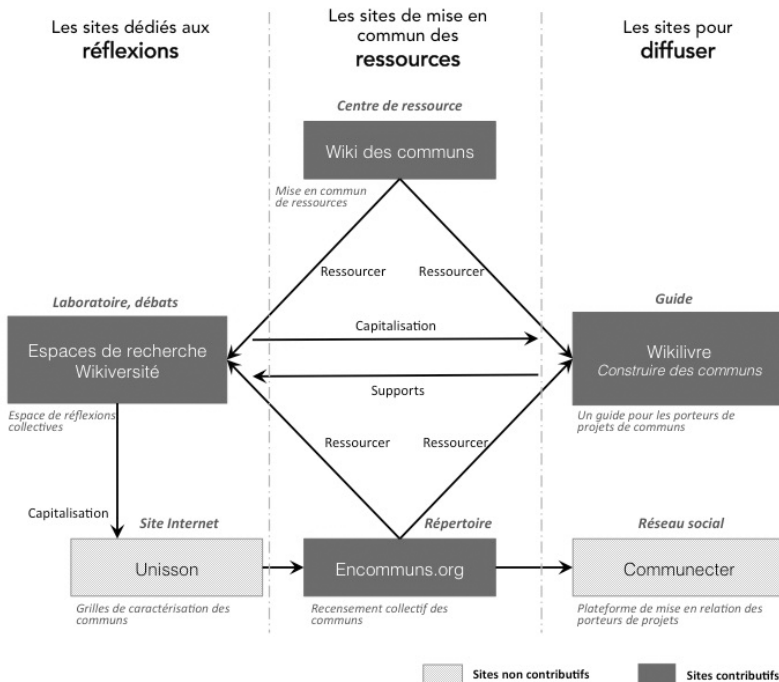 Les sites dédiés aux
réflexions
Les sites de mise en
commun des
ressources
Les sites pour
diffuser
Centre de ressource
Wiki des communs
Mise en commun
de ressources
Ressourcer
Ressourcer
Laboratoire, débats
Espaces de recherche
Wikiversité
Espace de réflexions
collectives
Capitalisation
Supports
Guide
Wikilivre
Construire des communs
Un guide pour les porteurs de
projets de communs
Ressourcer
Ressourcer
Capitalisation
Site Internet
Unisson
Grilles de caractérisation des
communs
Répertoire
Encommuns.org
Recensement collectif des
communs
Réseau social
Communecter
Plateforme de mise en relation des
porteurs de projets
Sites non contributifs
Sites contributifs